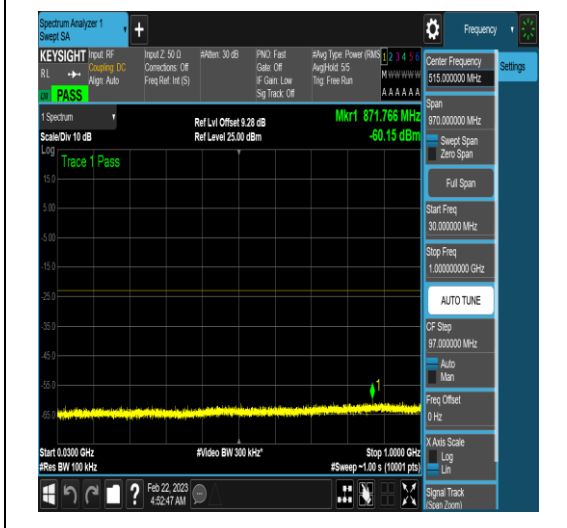 Spectrum Analyzer 1
Swept SA
+
Frequency
KEYSIGHT
RL
PASS
Input: RF
Coupling: DC
Align: Auto
Input Z: 50 Ω
Corrections: Off
Freq Ref: Int (S)
#Atten: 30 dB
PNO: Fast
Gate: Off
IF Gain: Low
Sig Track: Off
#Avg Type: Power (RMS
Avg|Hold: 5/5
Trig: Free Run
1 2 3 4 5 6
M W W W W W
A A A A A A
1 Spectrum
Scale/Div 10 dB
Ref Lvl Offset 9.28 dB
Ref Level 25.00 dBm
Mkr1 871.766 MHz
-60.15 dBm
Log
Trace 1 Pass
15.0
5.00
-5.00
-15.0
-25.0
-35.0
-45.0
-55.0
-65.0
1
Start 0.0300 GHz
#Res BW 100 kHz
#Video BW 300 kHz*
Stop 1.0000 GHz
#Sweep ~1.00 s (10001 pts)
?
Feb 22, 2023
4:52:47 AM
Center Frequency
515.000000 MHz
Span
970.000000 MHz
Swept Span
Zero Span
Full Span
Start Freq
30.000000 MHz
Stop Freq
1.000000000 GHz
AUTO TUNE
CF Step
97.000000 MHz
Auto
Man
Freq Offset
0 Hz
X Axis Scale
Log
Lin
Signal Track
(Span Zoom)
Settings